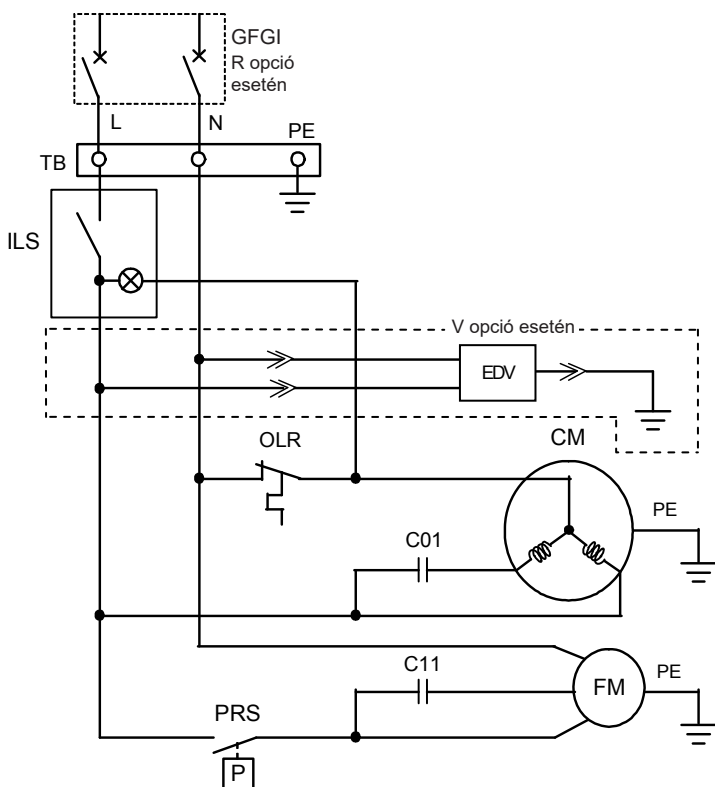 GFGI
R opció
esetén
L
N
PE
TB
ILS
V opció esetén
EDV
OLR
CM
PE
C01
C11
FM
PE
PRS
P